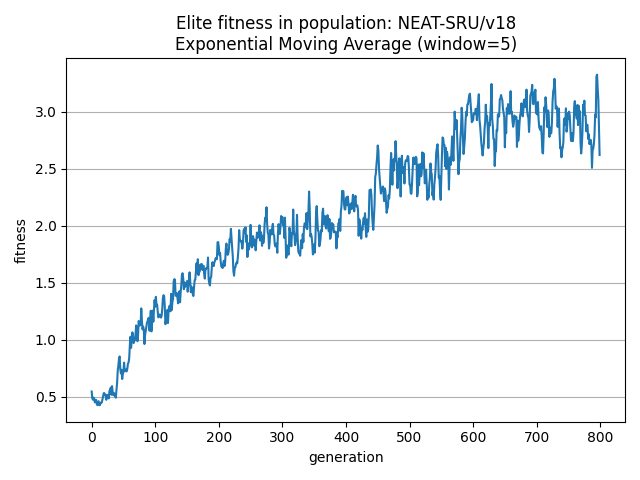 Elite fitness in population: NEAT-SRU/v18
Exponential Moving Average (window=5)
fitness
3.0
2.5
2.0
1.5
1.0
0.5
0 100 200 300 400 500 600 700 800
generation